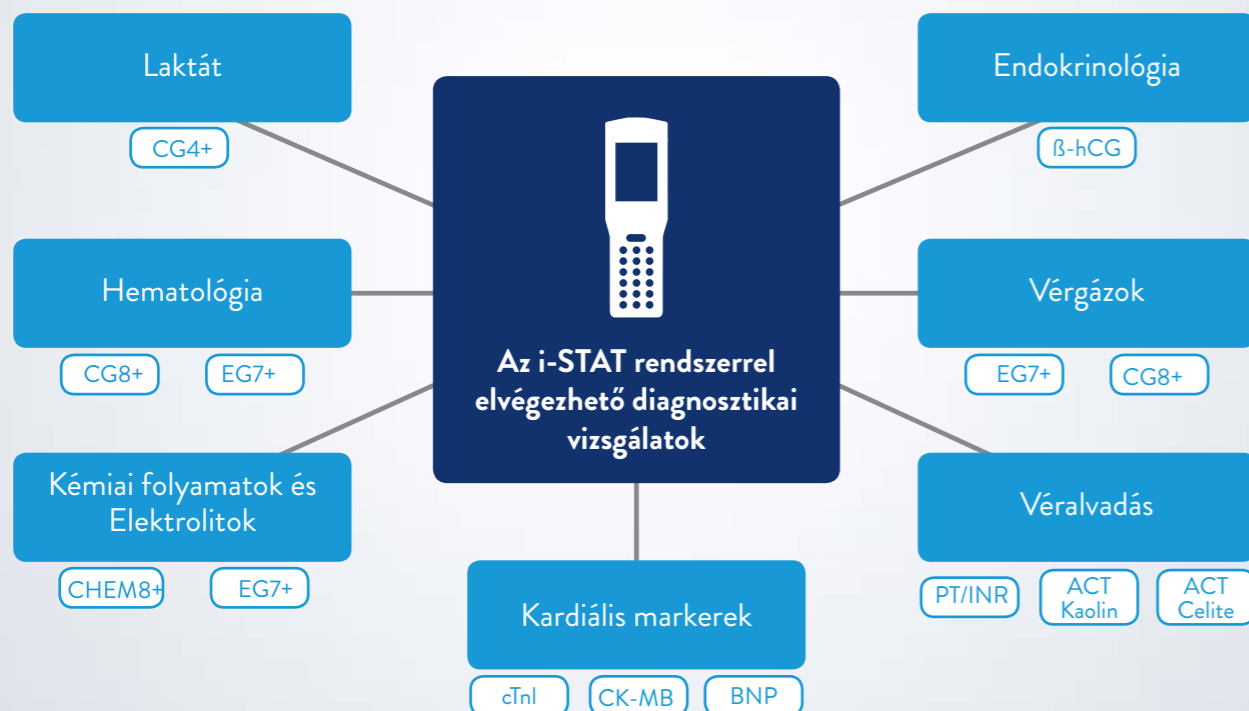 Laktát
CG4+
Endokrinológia
ß-hCG
Hematológia
CG8+ EG7+
Az i-STAT rendszerrel
elvégezhető diagnosztikai
vizsgálatok
Vérgázok
EG7+ CG8+
Kémiai folyamatok és
Elektrolitok
CHEM8+ EG7+
Kardiális markerek
cTnl CK-MB BNP
Véralvadás
PT/INR
ACT
Kaolin
ACT
Celite